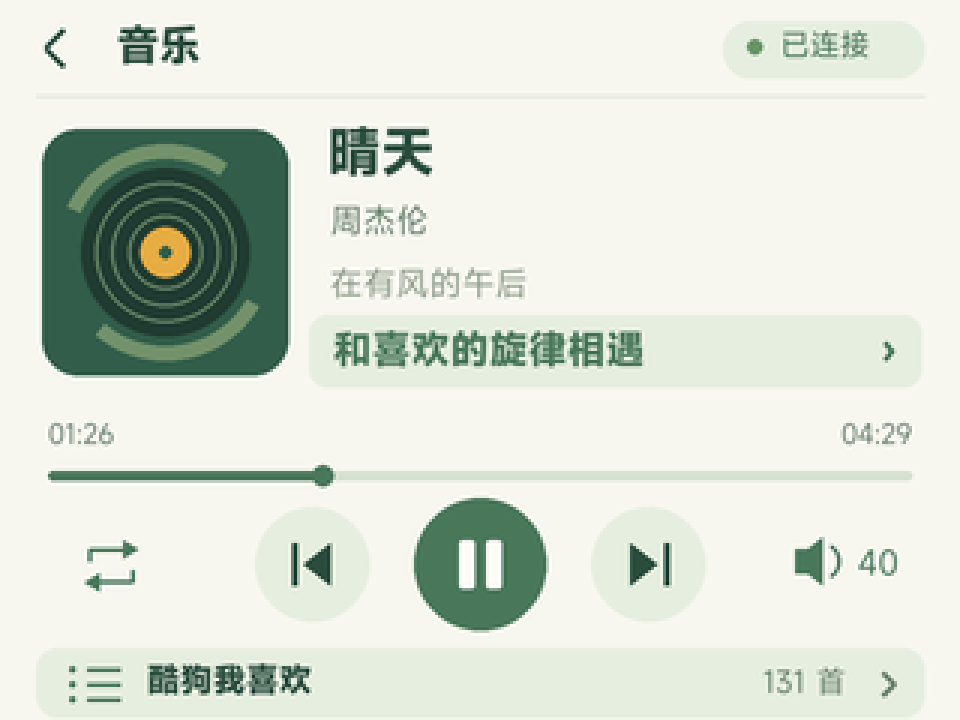 音乐
已连接
晴天
周杰伦
在有风的午后
和喜欢的旋律相遇
01:26
04:29
40
酷狗我喜欢
131 首